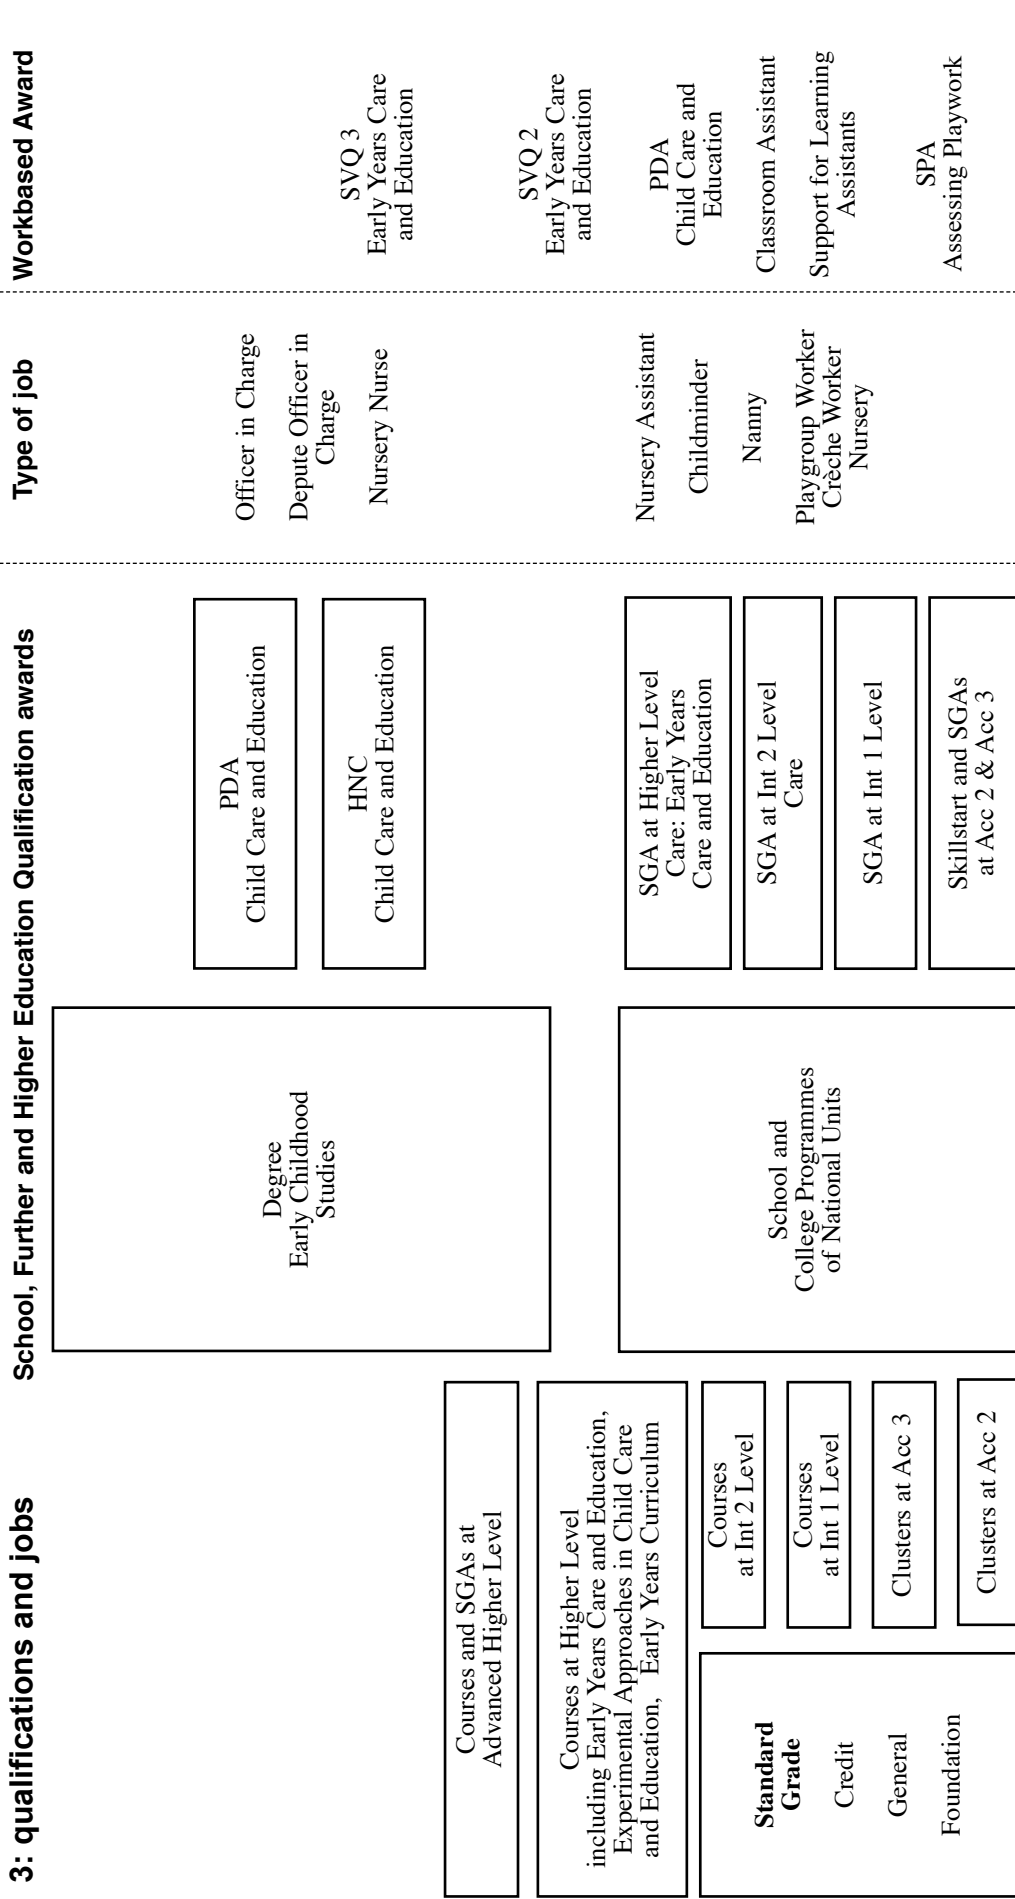 3: qualifications and jobs
School, Further and Higher Education Qualification awards
Type of job
Workbased Award
Courses and SGAs at
Advanced Higher Level
Courses at Higher Level
including Early Years Care and Education,
Experimental Approaches in Child Care
and Education, Early Years Curriculum
Standard
Grade
Credit
General
Foundation
Courses
at Int 2 Level
Courses
at Int 1 Level
Clusters at Acc 3
Clusters at Acc 2
Degree
Early Childhood
Studies
School and
College Programmes
of National Units
PDA
Child Care and Education
HNC
Child Care and Education
SGA at Higher Level
Care: Early Years
Care and Education
SGA at Int 2 Level
Care
SGA at Int 1 Level
Skillstart and SGAs
at Acc 2 & Acc 3
Officer in Charge
Depute Officer in
Charge
Nursery Nurse
Nursery Assistant
Childminder
Nanny
Playgroup Worker
Crèche Worker
Nursery
SVQ 3
Early Years Care
and Education
SVQ 2
Early Years Care
and Education
PDA
Child Care and
Education
Classroom Assistant
Support for Learning
Assistants
SPA
Assessing Playwork